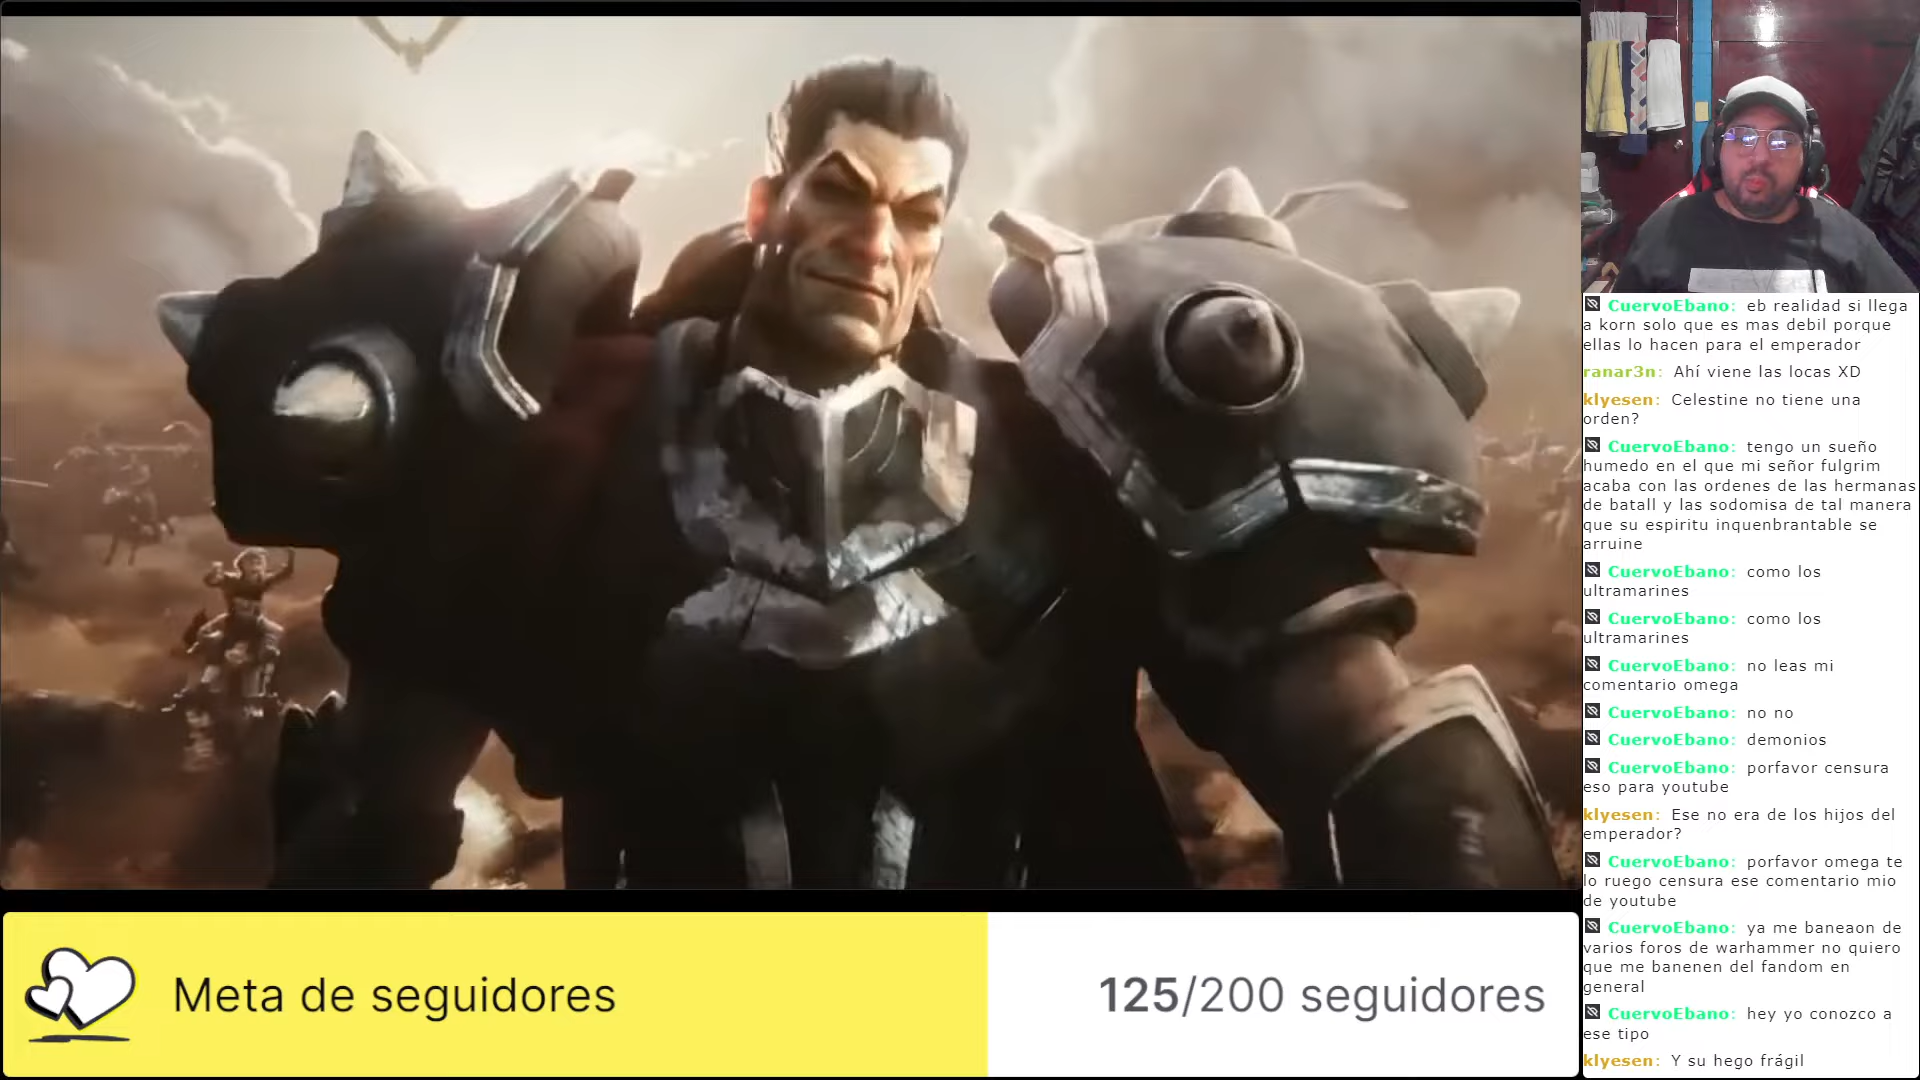 CuervoEbano: eb realidad si llega
a korn solo que es mas debil porque
ellas lo hacen para el emperador
ranar3n: Ahí viene las locas XD
klyesen: Celestine no tiene una
orden?
CuervoEbano: tengo un sueño
humedo en el que mi señor fulgrim
acaba con las ordenes de las hermanas
de batall y las sodomisa de tal manera
que su espiritu inquenbrantable se
arruine
CuervoEbano: como los
ultramarines
CuervoEbano: como los
ultramarines
CuervoEbano: no leas mi
comentario omega
CuervoEbano: no no
CuervoEbano: demonios
CuervoEbano: porfavor censura
eso para youtube
klyesen: Ese no era de los hijos del
emperador?
CuervoEbano: porfavor omega te
lo ruego censura ese comentario mio
de youtube
CuervoEbano: ya me baneaon de
varios foros de warhammer no quiero
que me banenen del fandom en
general
CuervoEbano: hey yo conozco a
ese tipo
klyesen: Y su hego frágil
Meta de seguidores
125/200 seguidores